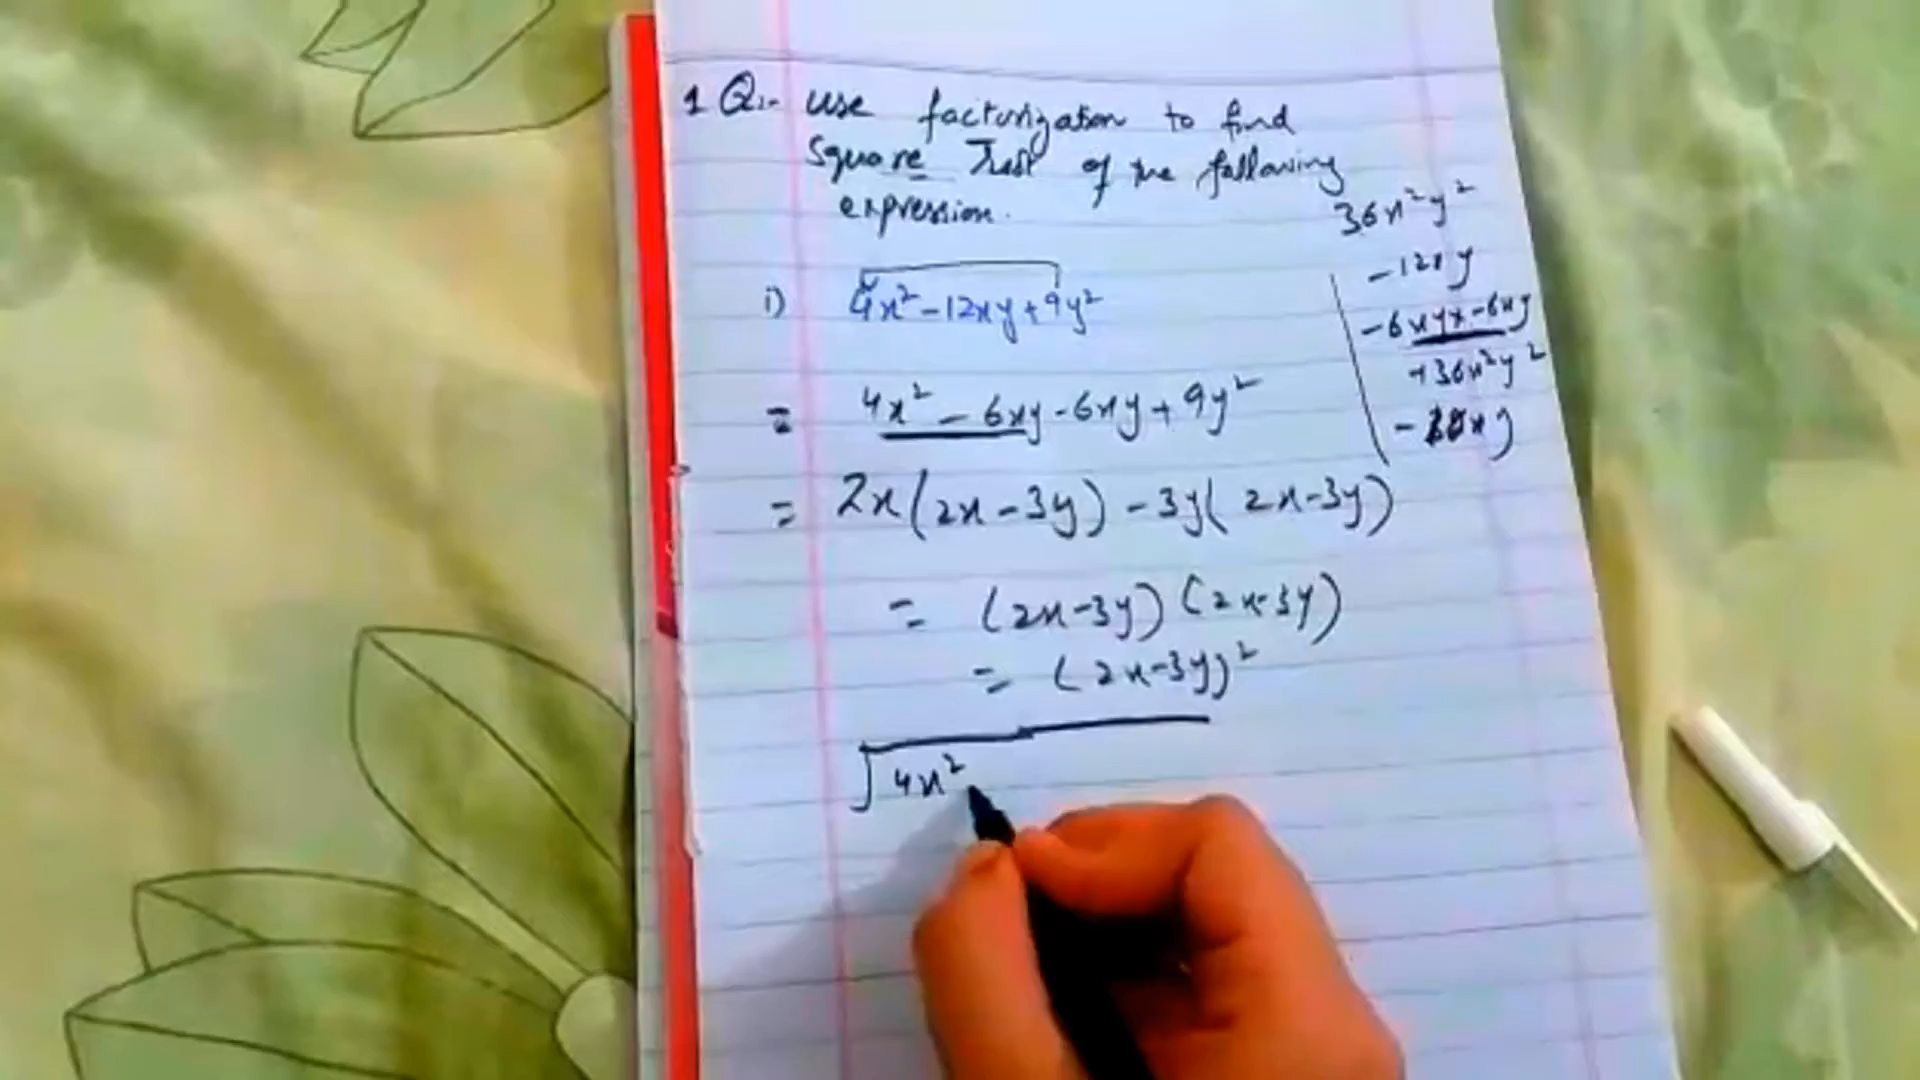 1 Q:- use factorization to find
square root of the following
expression.
i) 4x² - 12xy + 9y²
= 4x² - 6xy - 6xy + 9y²
= 2x(2x - 3y) - 3y(2x - 3y)
= (2x - 3y) (2x - 3y)
= (2x - 3y)²
√4x²
36x²y²
-12xy
-6xy x -6xy
+36x²y²